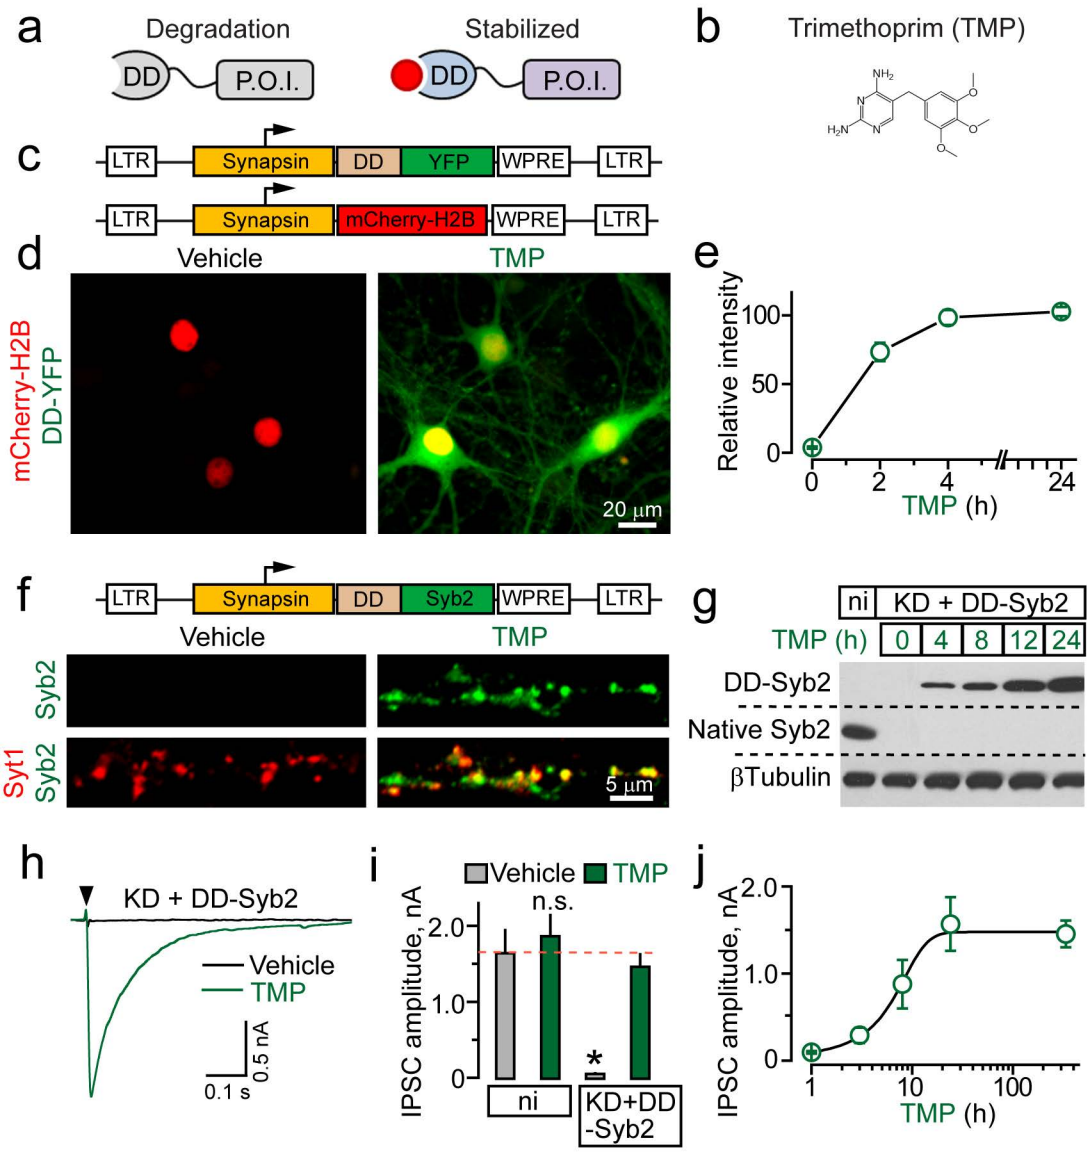 a
Degradation
Stabilized
DD
P.O.I.
DD
P.O.I.
b
Trimethoprim (TMP)
NH₂
N
H₂N
N
O
O
O
c
LTR
Synapsin
DD
YFP
WPRE
LTR
LTR
Synapsin
mCherry-H2B
WPRE
LTR
d
Vehicle
TMP
mCherry-H2B
DD-YFP
20 μm
e
Relative intensity
100
50
0
0
2
4
24
TMP (h)
f
LTR
Synapsin
DD
Syb2
WPRE
LTR
Vehicle
TMP
Syb2
Syt1
Syb2
5 μm
g
ni
KD + DD-Syb2
TMP (h)
0
4
8
12
24
DD-Syb2
Native Syb2
βTubulin
h
KD + DD-Syb2
Vehicle
TMP
0.5 nA
0.1 s
i
Vehicle
TMP
n.s.
IPSC amplitude, nA
2.0
1.0
0
*
ni
KD+DD
-Syb2
j
IPSC amplitude, nA
2.0
1.0
0
1
10
100
TMP (h)